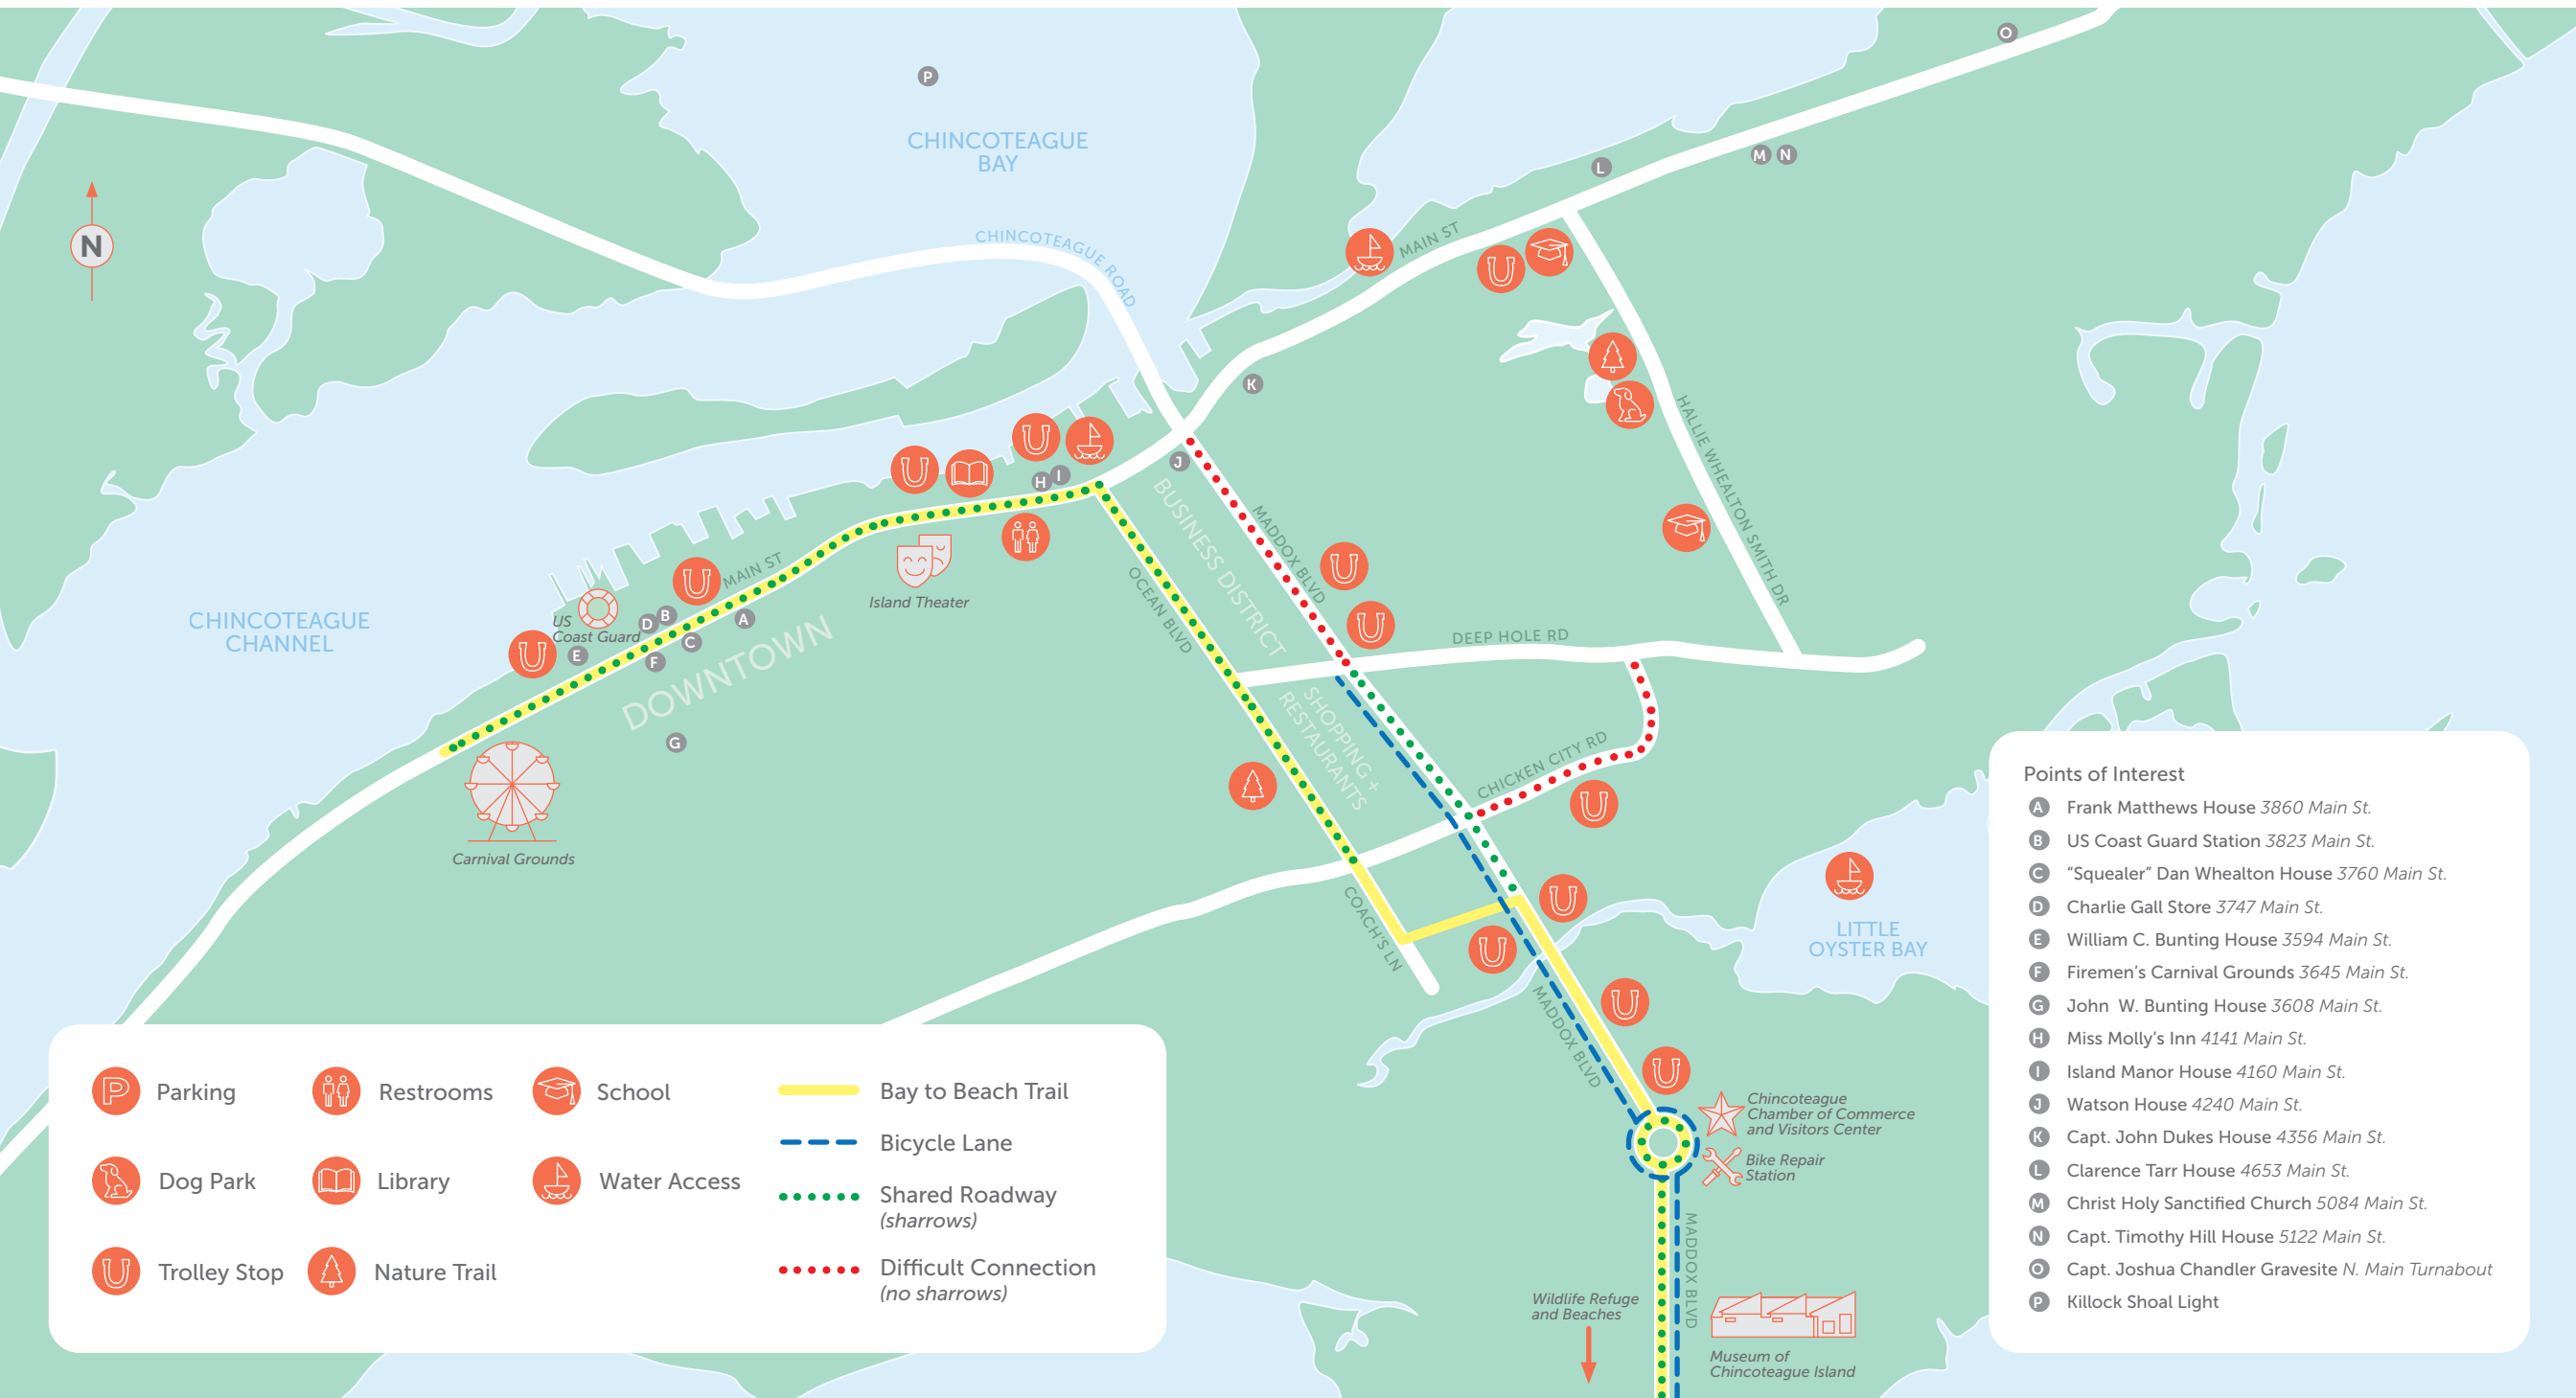 O
P
CHINCOTEAGUE
BAY
L
M
N
N
CHINCOTEAGUE ROAD
MAIN ST
K
HALLIE WHEALTON SMITH DR
J
H
I
BUSINESS DISTRICT
MADDOX BLVD
OCEAN BLVD
Island Theater
MAIN ST
CHINCOTEAGUE
CHANNEL
US
Coast Guard
D
B
A
C
E
F
DOWNTOWN
G
DEEP HOLE RD
SHOPPING +
RESTAURANTS
CHICKEN CITY RD
Carnival Grounds
COACH'S LN
LITTLE
OYSTER BAY
MADDOX BLVD
Chincoteague
Chamber of Commerce
and Visitors Center
Bike Repair
Station
MADDOX BLVD
Wildlife Refuge
and Beaches
Museum of
Chincoteague Island
P Parking
Restrooms
School
Dog Park
Library
Water Access
Trolley Stop
Nature Trail
Bay to Beach Trail
Bicycle Lane
Shared Roadway
(sharrows)
Difficult Connection
(no sharrows)
Points of Interest
A Frank Matthews House 3860 Main St.
B US Coast Guard Station 3823 Main St.
C “Squealer” Dan Whealton House 3760 Main St.
D Charlie Gall Store 3747 Main St.
E William C. Bunting House 3594 Main St.
F Firemen’s Carnival Grounds 3645 Main St.
G John W. Bunting House 3608 Main St.
H Miss Molly’s Inn 4141 Main St.
I Island Manor House 4160 Main St.
J Watson House 4240 Main St.
K Capt. John Dukes House 4356 Main St.
L Clarence Tarr House 4653 Main St.
M Christ Holy Sanctified Church 5084 Main St.
N Capt. Timothy Hill House 5122 Main St.
O Capt. Joshua Chandler Gravesite N. Main Turnabout
P Killock Shoal Light